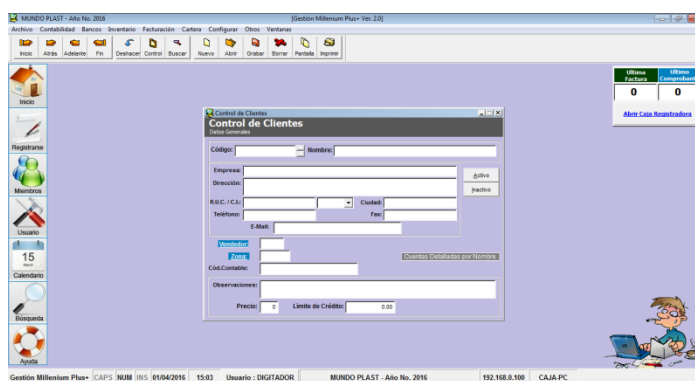 MUNDO PLAST - Año No. 2016 [Gestión Millenium Plus+ Ver. 2.0]
Archivo Contabilidad Bancos Inventario Facturación Cartera Configurar Otros Ventanas
Inicio Atrás Adelante Fin Deshacer Control Buscar Nuevo Abrir Grabar Borrar Pantalla Imprimir
Inicio
Registrarse
Miembros
Usuario
15
Calendario
Búsqueda
Ayuda
Ultima Factura
Ultimo Comprobant
0 0
Abrir Caja Registradora
Control de Clientes
Control de Clientes
Datos Generales
Código: Nombre:
Empresa:
Activo
Dirección:
Inactivo
R.U.C. / C.I.: Ciudad:
Teléfono: Fax:
E-Mail:
Vendedor:
Zona: Cuentas Detalladas por Nombre
Cód.Contable:
Observaciones:
Precio: 0 Límite de Crédito: 0.00
Gestión Millenium Plus+ CAPS NUM INS 01/04/2016 15:03 Usuario : DIGITADOR MUNDO PLAST - Año No. 2016 192.168.0.100 CAJA-PC